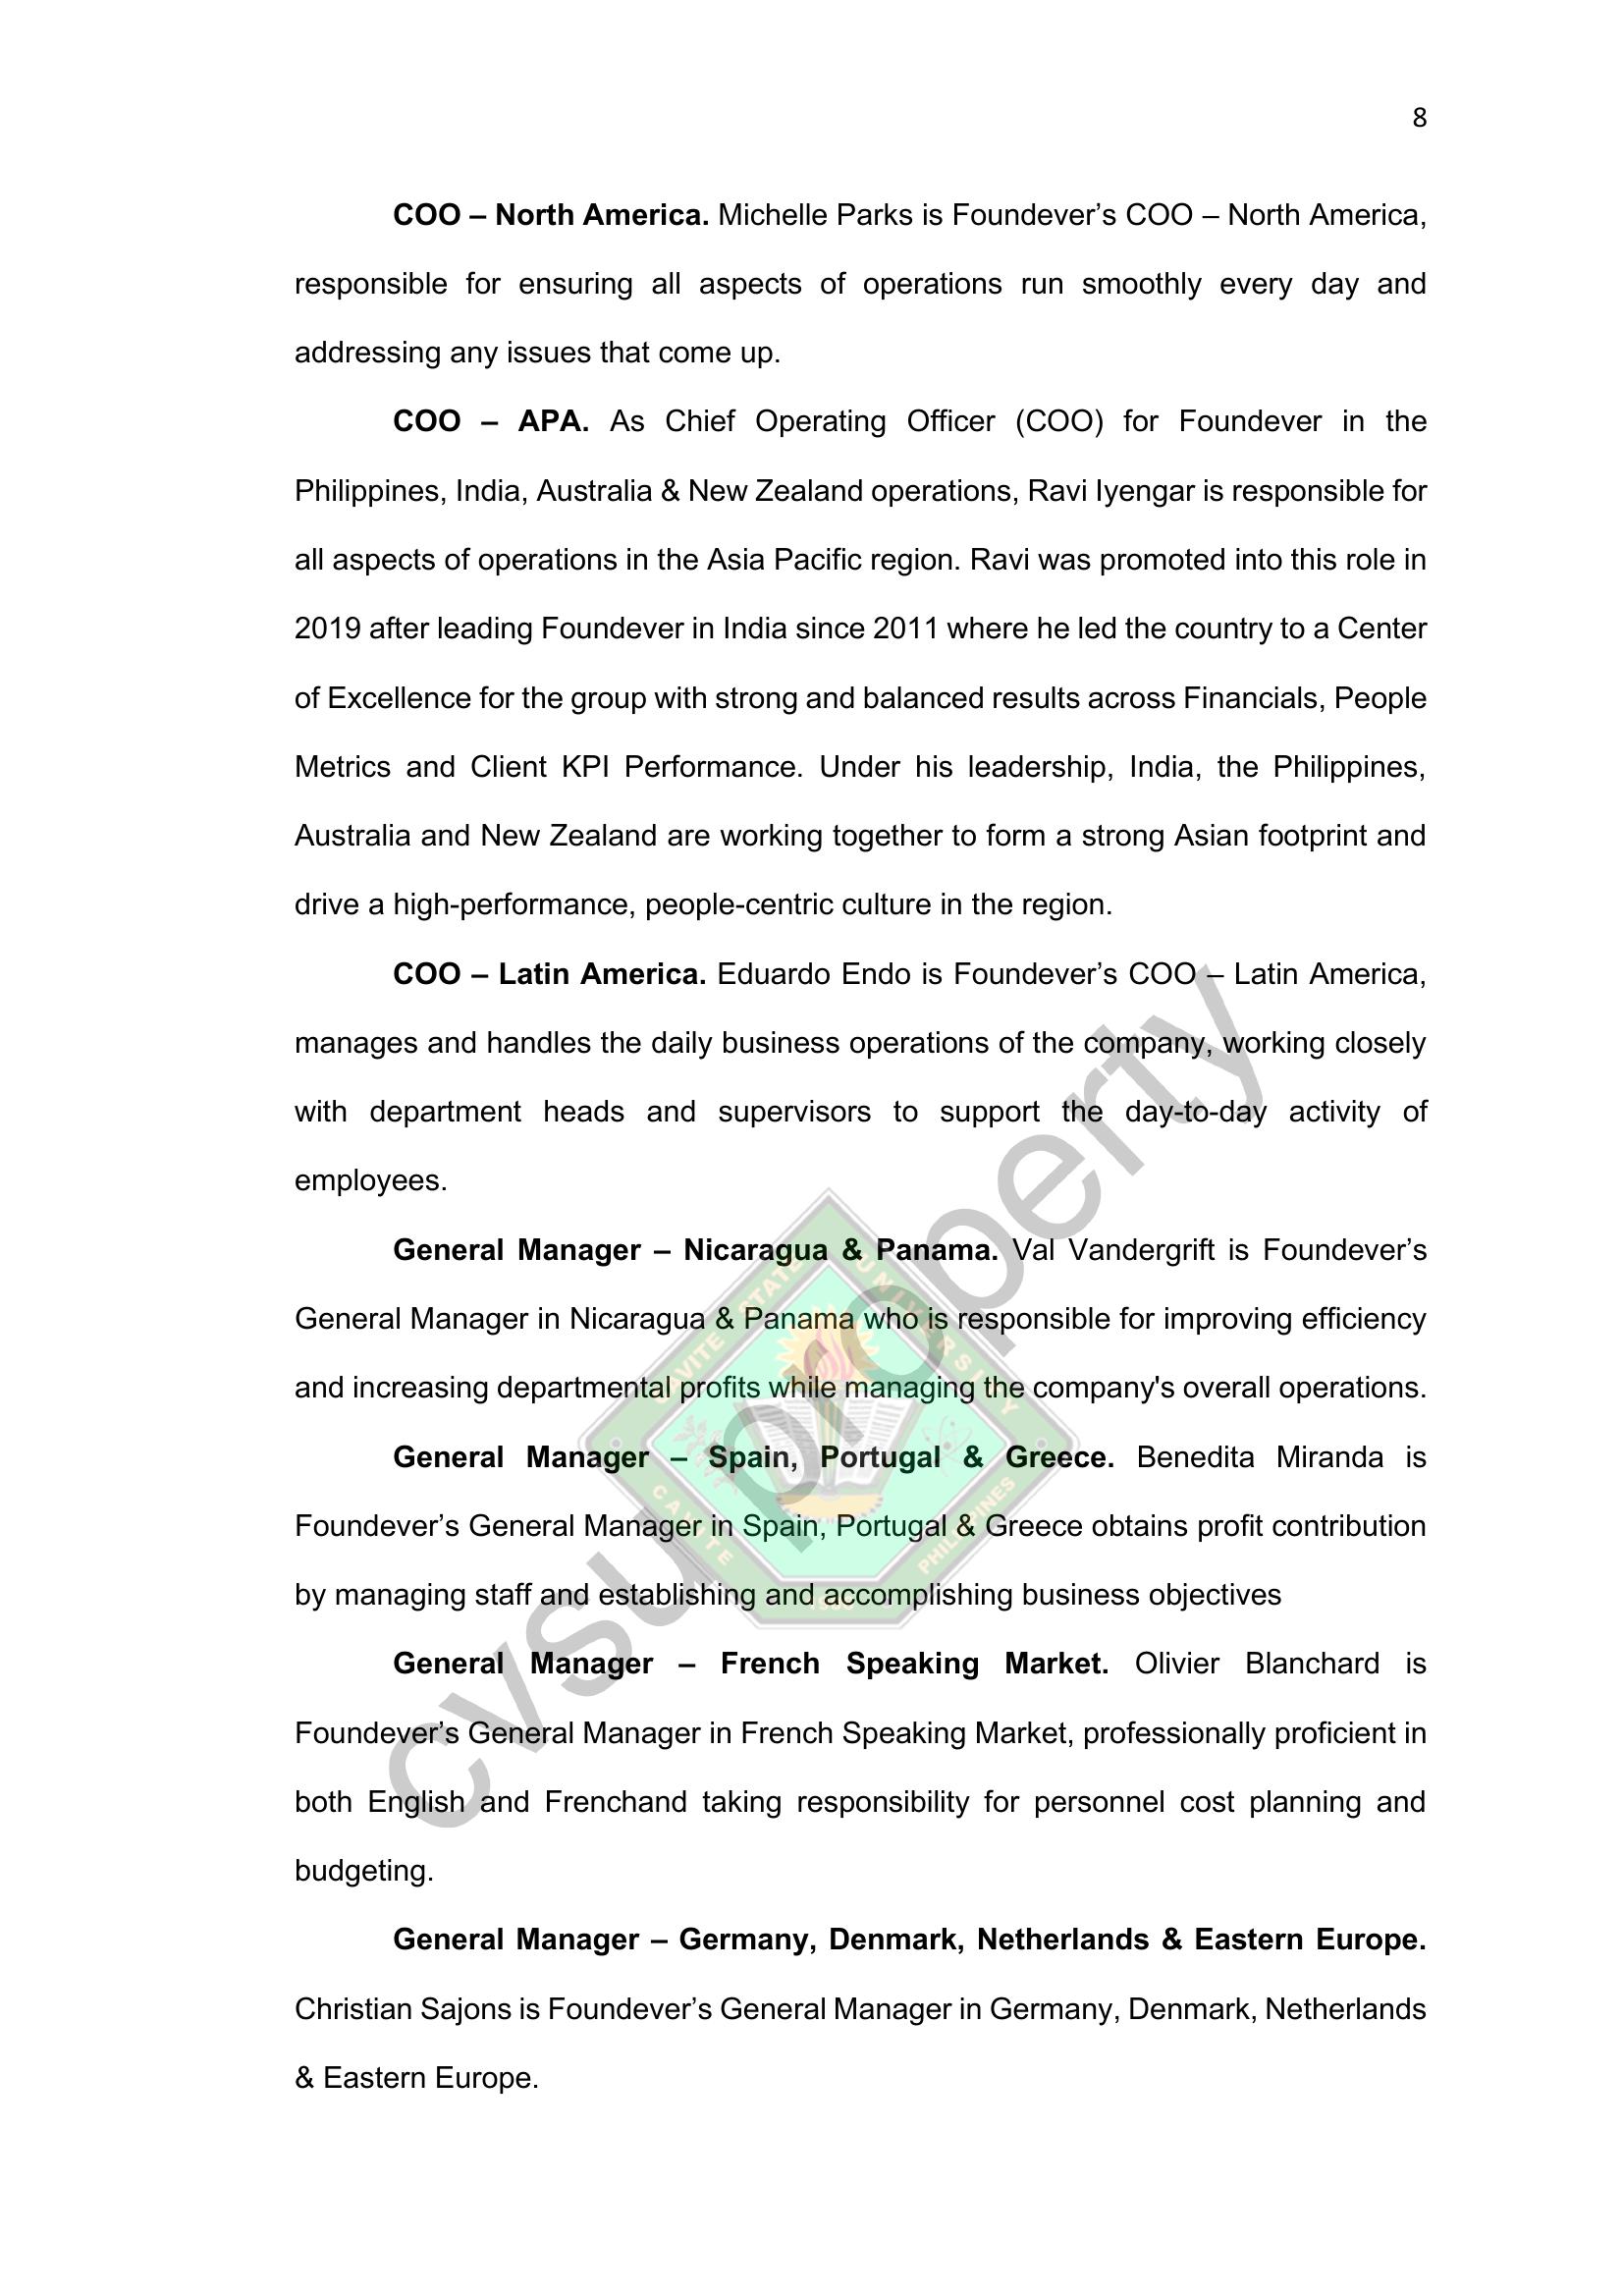 8
COO – North America. Michelle Parks is Foundever’s COO – North America,
responsible for ensuring all aspects of operations run smoothly every day and
addressing any issues that come up.
COO – APA. As Chief Operating Officer (COO) for Foundever in the
Philippines, India, Australia & New Zealand operations, Ravi Iyengar is responsible for
all aspects of operations in the Asia Pacific region. Ravi was promoted into this role in
2019 after leading Foundever in India since 2011 where he led the country to a Center
of Excellence for the group with strong and balanced results across Financials, People
Metrics and Client KPI Performance. Under his leadership, India, the Philippines,
Australia and New Zealand are working together to form a strong Asian footprint and
drive a high-performance, people-centric culture in the region.
COO – Latin America. Eduardo Endo is Foundever’s COO – Latin America,
manages and handles the daily business operations of the company, working closely
with department heads and supervisors to support the day-to-day activity of
employees.
General Manager – Nicaragua & Panama. Val Vandergrift is Foundever’s
General Manager in Nicaragua & Panama who is responsible for improving efficiency
and increasing departmental profits while managing the company's overall operations.
General Manager – Spain, Portugal & Greece. Benedita Miranda is
Foundever’s General Manager in Spain, Portugal & Greece obtains profit contribution
by managing staff and establishing and accomplishing business objectives
General Manager – French Speaking Market. Olivier Blanchard is
Foundever’s General Manager in French Speaking Market, professionally proficient in
both English and Frenchand taking responsibility for personnel cost planning and
budgeting.
General Manager – Germany, Denmark, Netherlands & Eastern Europe.
Christian Sajons is Foundever’s General Manager in Germany, Denmark, Netherlands
& Eastern Europe.
cvsu property
CAVITE STATE UNIVERSITY
CAVITE
PHILIPPINES